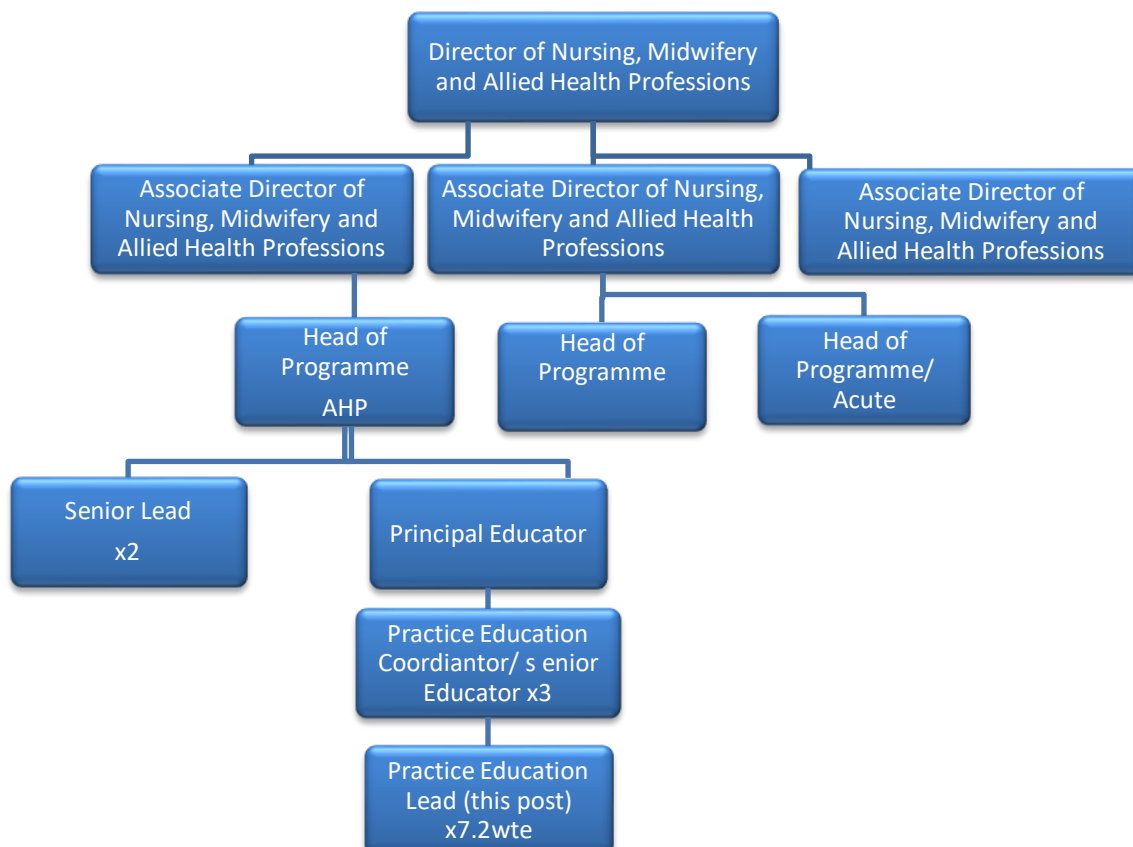 Director of Nursing, Midwifery
and Allied Health Professions
Associate Director of
Nursing, Midwifery and
Allied Health Professions
Associate Director of Nursing,
Midwifery and Allied Health
Professions
Associate Director of
Nursing, Midwifery and
Allied Health Professions
Head of
Programme
AHP
Head of
Programme
Head of
Programme/
Acute
Senior Lead
x2
Principal Educator
Practice Education
Coordiantor/ s enior
Educator x3
Practice Education
Lead (this post)
x7.2wte